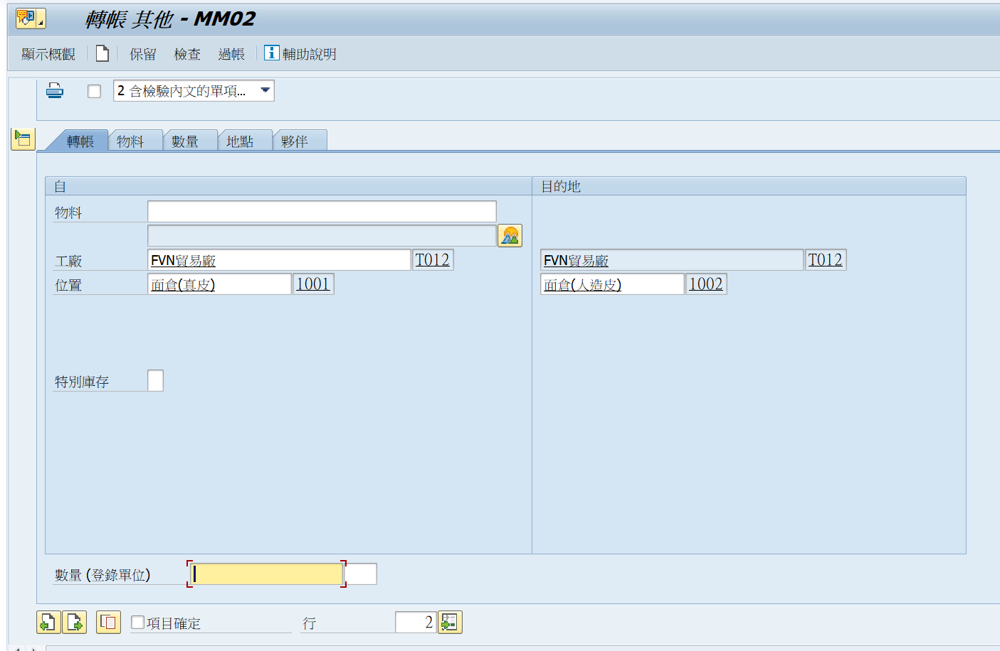 轉帳 其他 - MM02
顯示概觀 保留 檢查 過帳 輔助說明
2 含檢驗內文的單項...
轉帳 物料 數量 地點 夥伴
自 目的地
物料
工廠 FVN貿易廠 T012 FVN貿易廠 T012
位置 面倉(真皮) 1001 面倉(人造皮) 1002
特別庫存
數量 (登錄單位)
項目確定 行 2